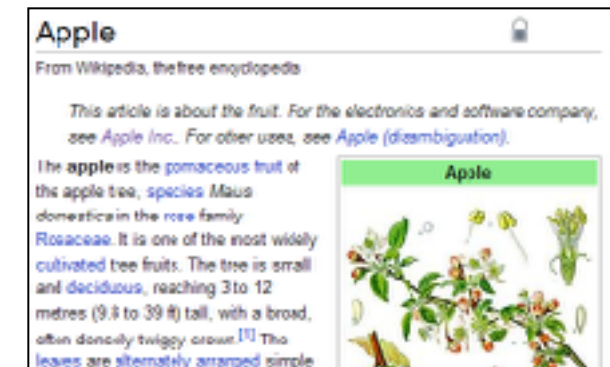 Apple
From Wikipedia, the free encyclopedia
This article is about the fruit. For the electronics and software company,
see Apple Inc.. For other uses, see Apple (disambiguation).
The apple is the pomaceous fruit of
the apple tree, species Malus
domestica in the rose family
Rosaceae. It is one of the most widely
cultivated tree fruits. The tree is small
and deciduous, reaching 3 to 12
metres (9.8 to 39 ft) tall, with a broad,
often densely twiggy crown.[1] The
leaves are alternately arranged simple
Apple